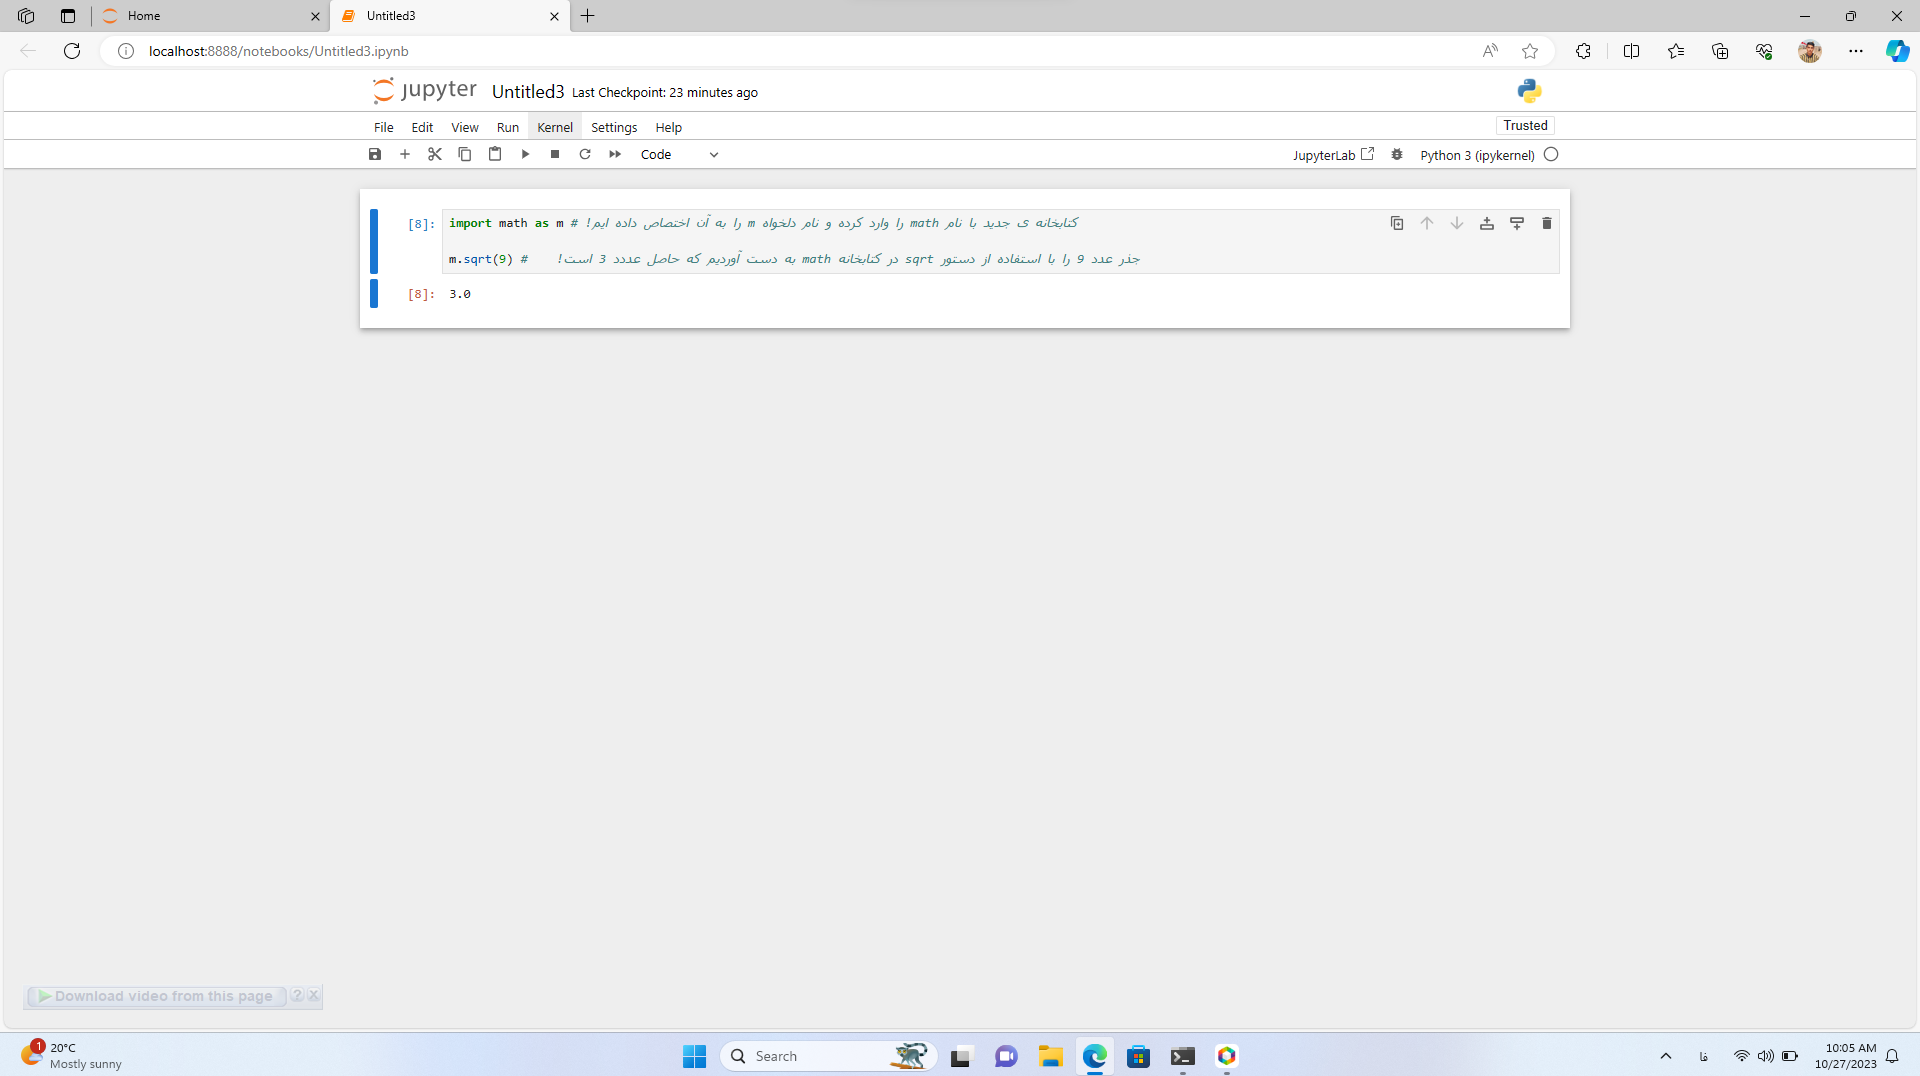 Home
Untitled3
localhost:8888/notebooks/Untitled3.ipynb
jupyter Untitled3 Last Checkpoint: 23 minutes ago
File Edit View Run Kernel Settings Help
Trusted
Code
JupyterLab
Python 3 (ipykernel)
[8]: import math as m # کتابخانه ی جدید با نام math را وارد کرده و نام دلخواه m را به آن اختصاص داده ایم!
m.sqrt(9) # جذر عدد 9 را با استفاده از دستور sqrt در کتابخانه math به دست آوردیم که حاصل عددد 3 است!
[8]: 3.0
Download video from this page ? X
1
20°C
Mostly sunny
Search
فا
10:05 AM
10/27/2023